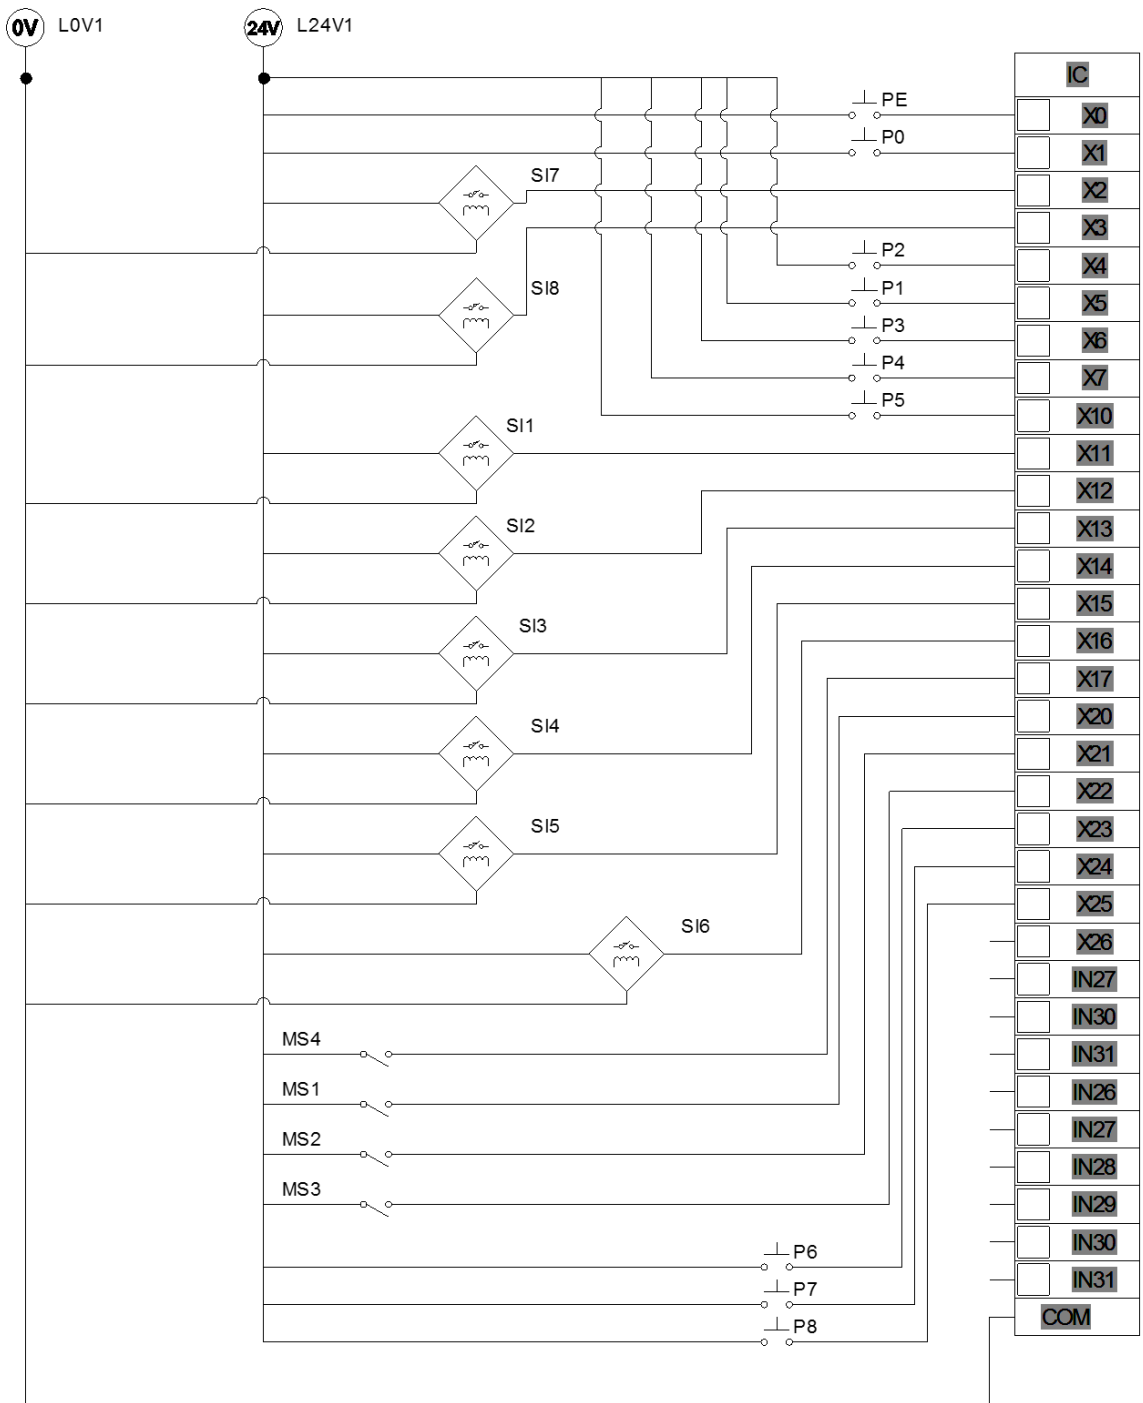 0V L0V1 24V L24V1
IC
PE X0
P0 X1
SI7 X2
X3
P2 X4
SI8 P1 X5
P3 X6
P4 X7
P5 X10
SI1 X11
X12
SI2 X13
X14
X15
SI3 X16
X17
SI4 X20
X21
X22
SI5 X23
X24
X25
SI6 X26
IN27
IN30
MS4 IN31
MS1 IN26
MS2 IN27
IN28
MS3 IN29
P6 IN30
P7 IN31
P8 COM